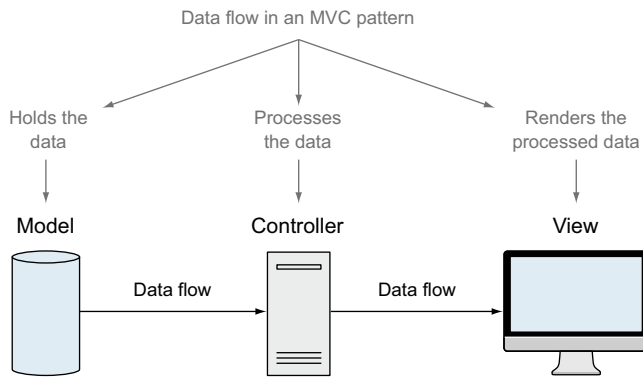 Data flow in an MVC pattern
Holds the
data
Processes
the data
Renders the
processed data
Model
Controller
View
Data flow
Data flow